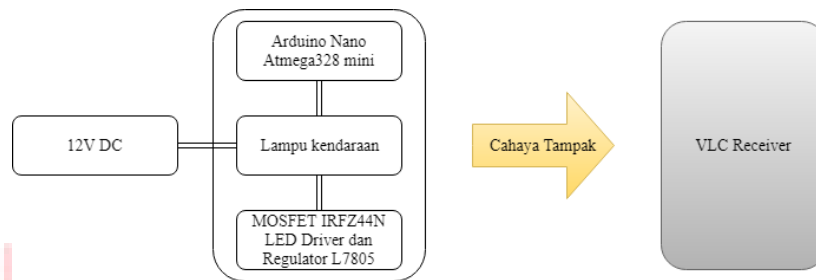 Arduino Nano
Atmega328 mini
12V DC
Lampu kendaraan
MOSFET IRFZ44N
LED Driver dan
Regulator L7805
Cahaya Tampak
VLC Receiver